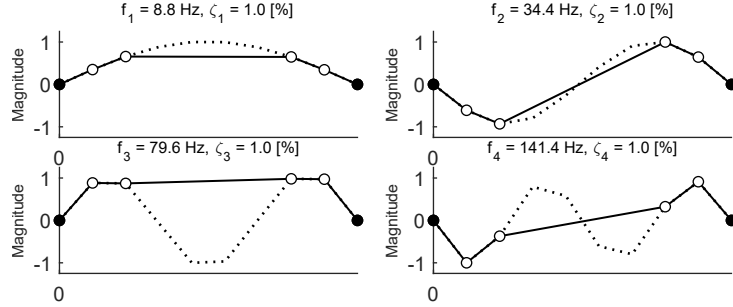 f1 = 8.8 Hz, ζ1 = 1.0 [%]
Magnitude
1
0
-1
0
f2 = 34.4 Hz, ζ2 = 1.0 [%]
Magnitude
1
0
-1
0
f3 = 79.6 Hz, ζ3 = 1.0 [%]
Magnitude
1
0
-1
0
f4 = 141.4 Hz, ζ4 = 1.0 [%]
Magnitude
1
0
-1
0